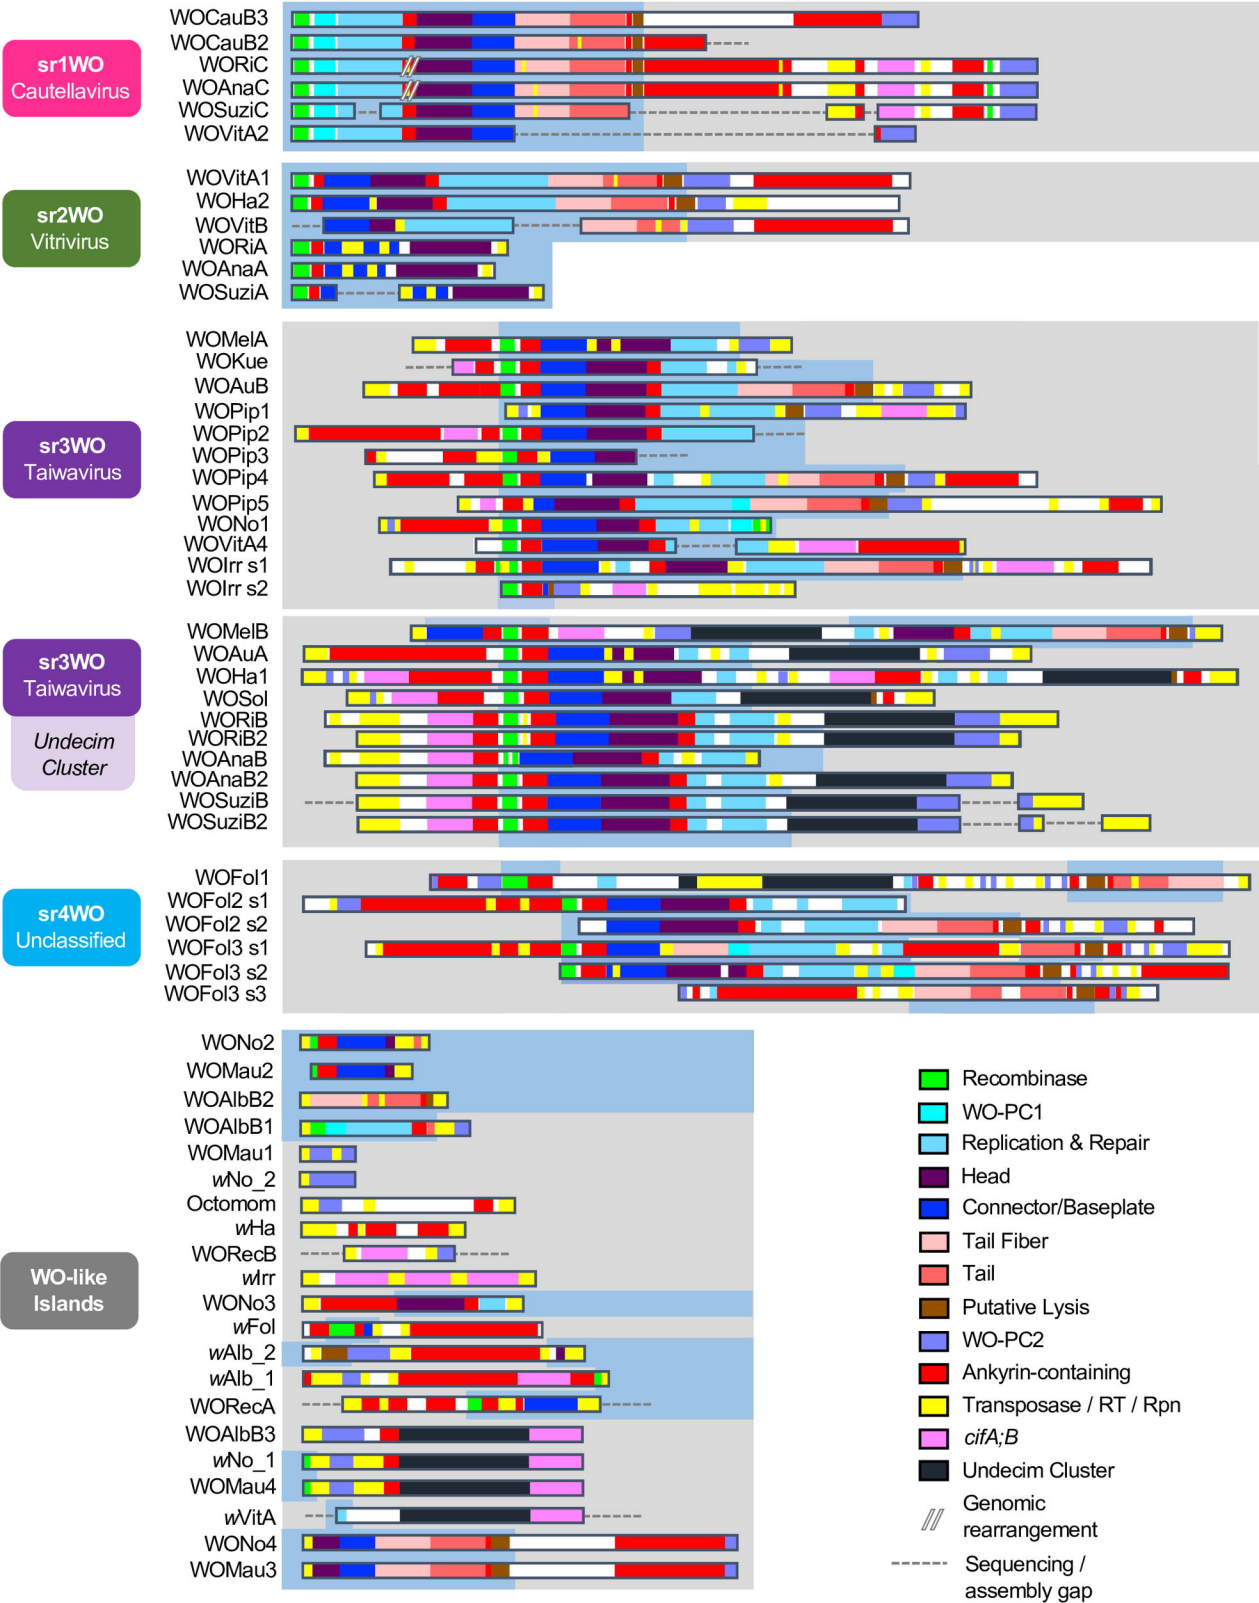 sr1WO
Cautellavirus
WOCauB3
WOCauB2
WORiC
WOAnaC
WOSuziC
WOVitA2
sr2WO
Vitrivirus
WOVitA1
WOHa2
WOVitB
WORiA
WOAnaA
WOSuziA
sr3WO
Taiwavirus
WOMelA
WOKue
WOAuB
WOPip1
WOPip2
WOPip3
WOPip4
WOPip5
WONo1
WOVitA4
WOIrr s1
WOIrr s2
sr3WO
Taiwavirus
Undecim
Cluster
WOMelB
WOAuA
WOHa1
WOSol
WORiB
WORiB2
WOAnaB
WOAnaB2
WOSuziB
WOSuziB2
sr4WO
Unclassified
WOFol1
WOFol2 s1
WOFol2 s2
WOFol3 s1
WOFol3 s2
WOFol3 s3
WO-like
Islands
WONo2
WOMau2
WOAlbB2
WOAlbB1
WOMau1
wNo_2
Octomom
wHa
WORecB
wIrr
WONo3
wFol
wAlb_2
wAlb_1
WORecA
WOAlbB3
wNo_1
WOMau4
wVitA
WONo4
WOMau3
Recombinase
WO-PC1
Replication & Repair
Head
Connector/Baseplate
Tail Fiber
Tail
Putative Lysis
WO-PC2
Ankyrin-containing
Transposase / RT / Rpn
cifA;B
Undecim Cluster
Genomic
rearrangement
Sequencing /
assembly gap